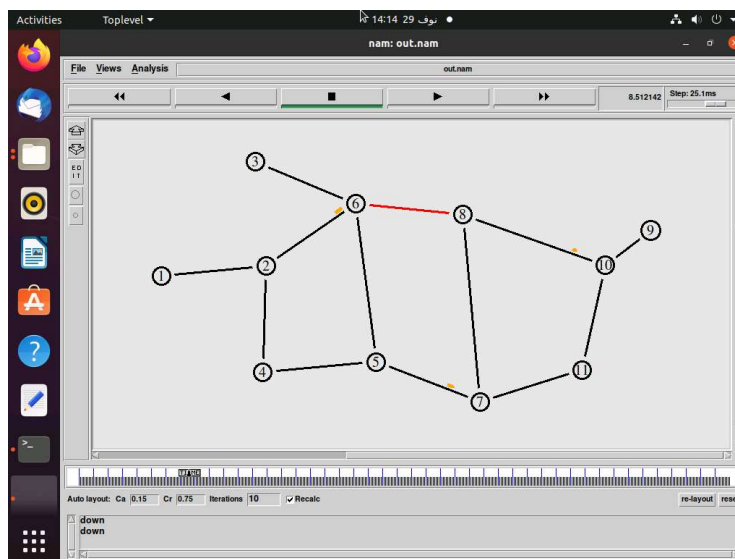 Activities
Toplevel
نوف 29 14:14
nam: out.nam
File Views Analysis out.nam
8.512142 Step: 25.1ms
E D
I T
3
6
8
9
2
10
1
5
11
4
7
Auto layout: Ca 0.15 Cr 0.75 Iterations 10 Recalc re-layout rese
down
down